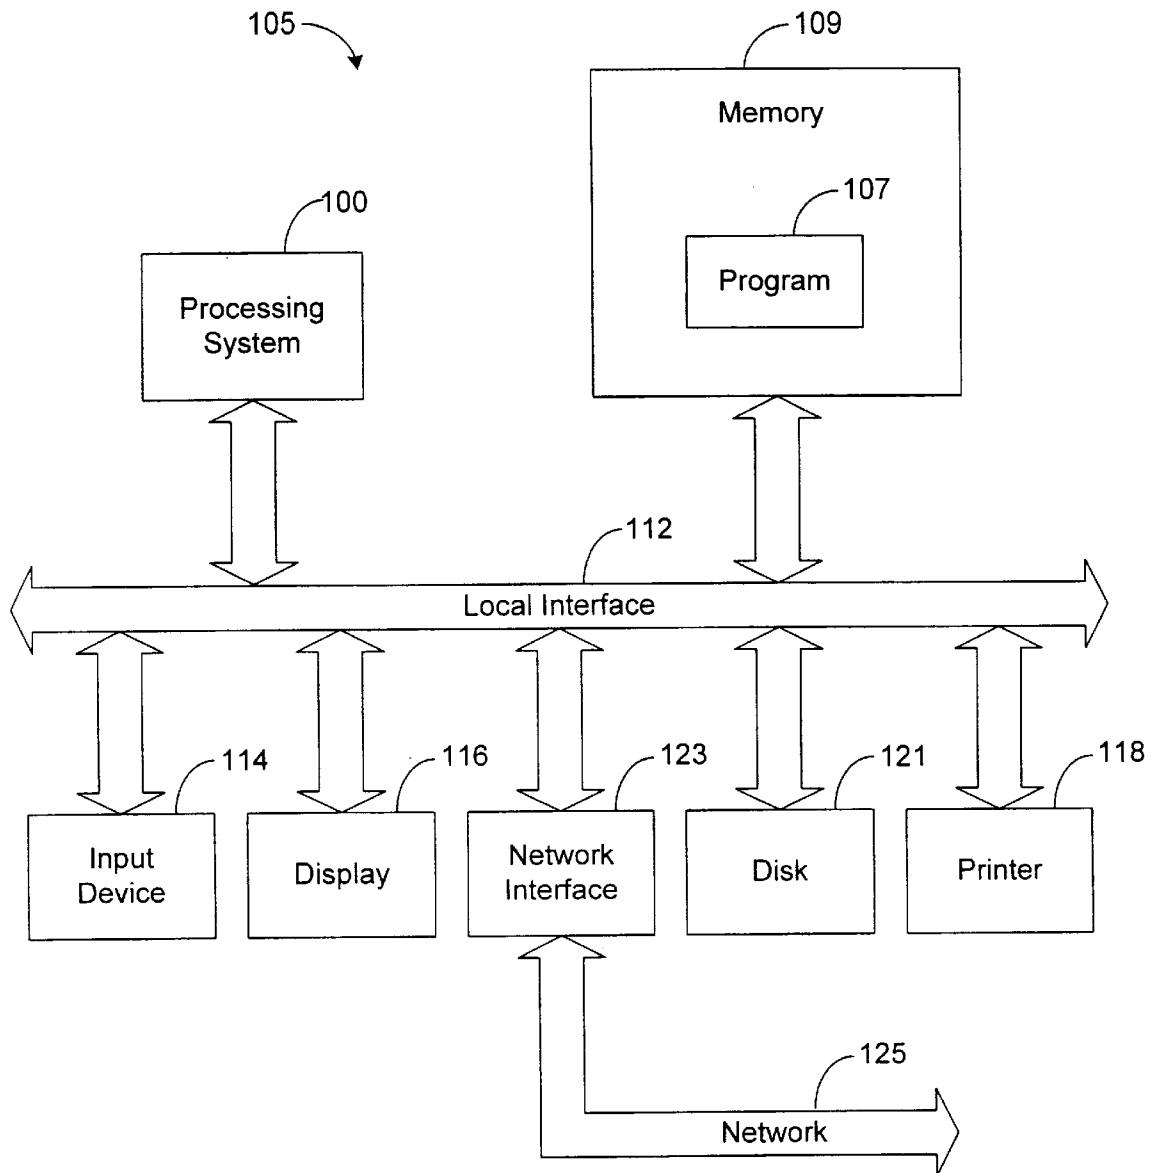 105
109
Memory
100
107
Processing
System
Program
112
Local Interface
114
116
123
121
118
Input
Device
Display
Network
Interface
Disk
Printer
125
Network